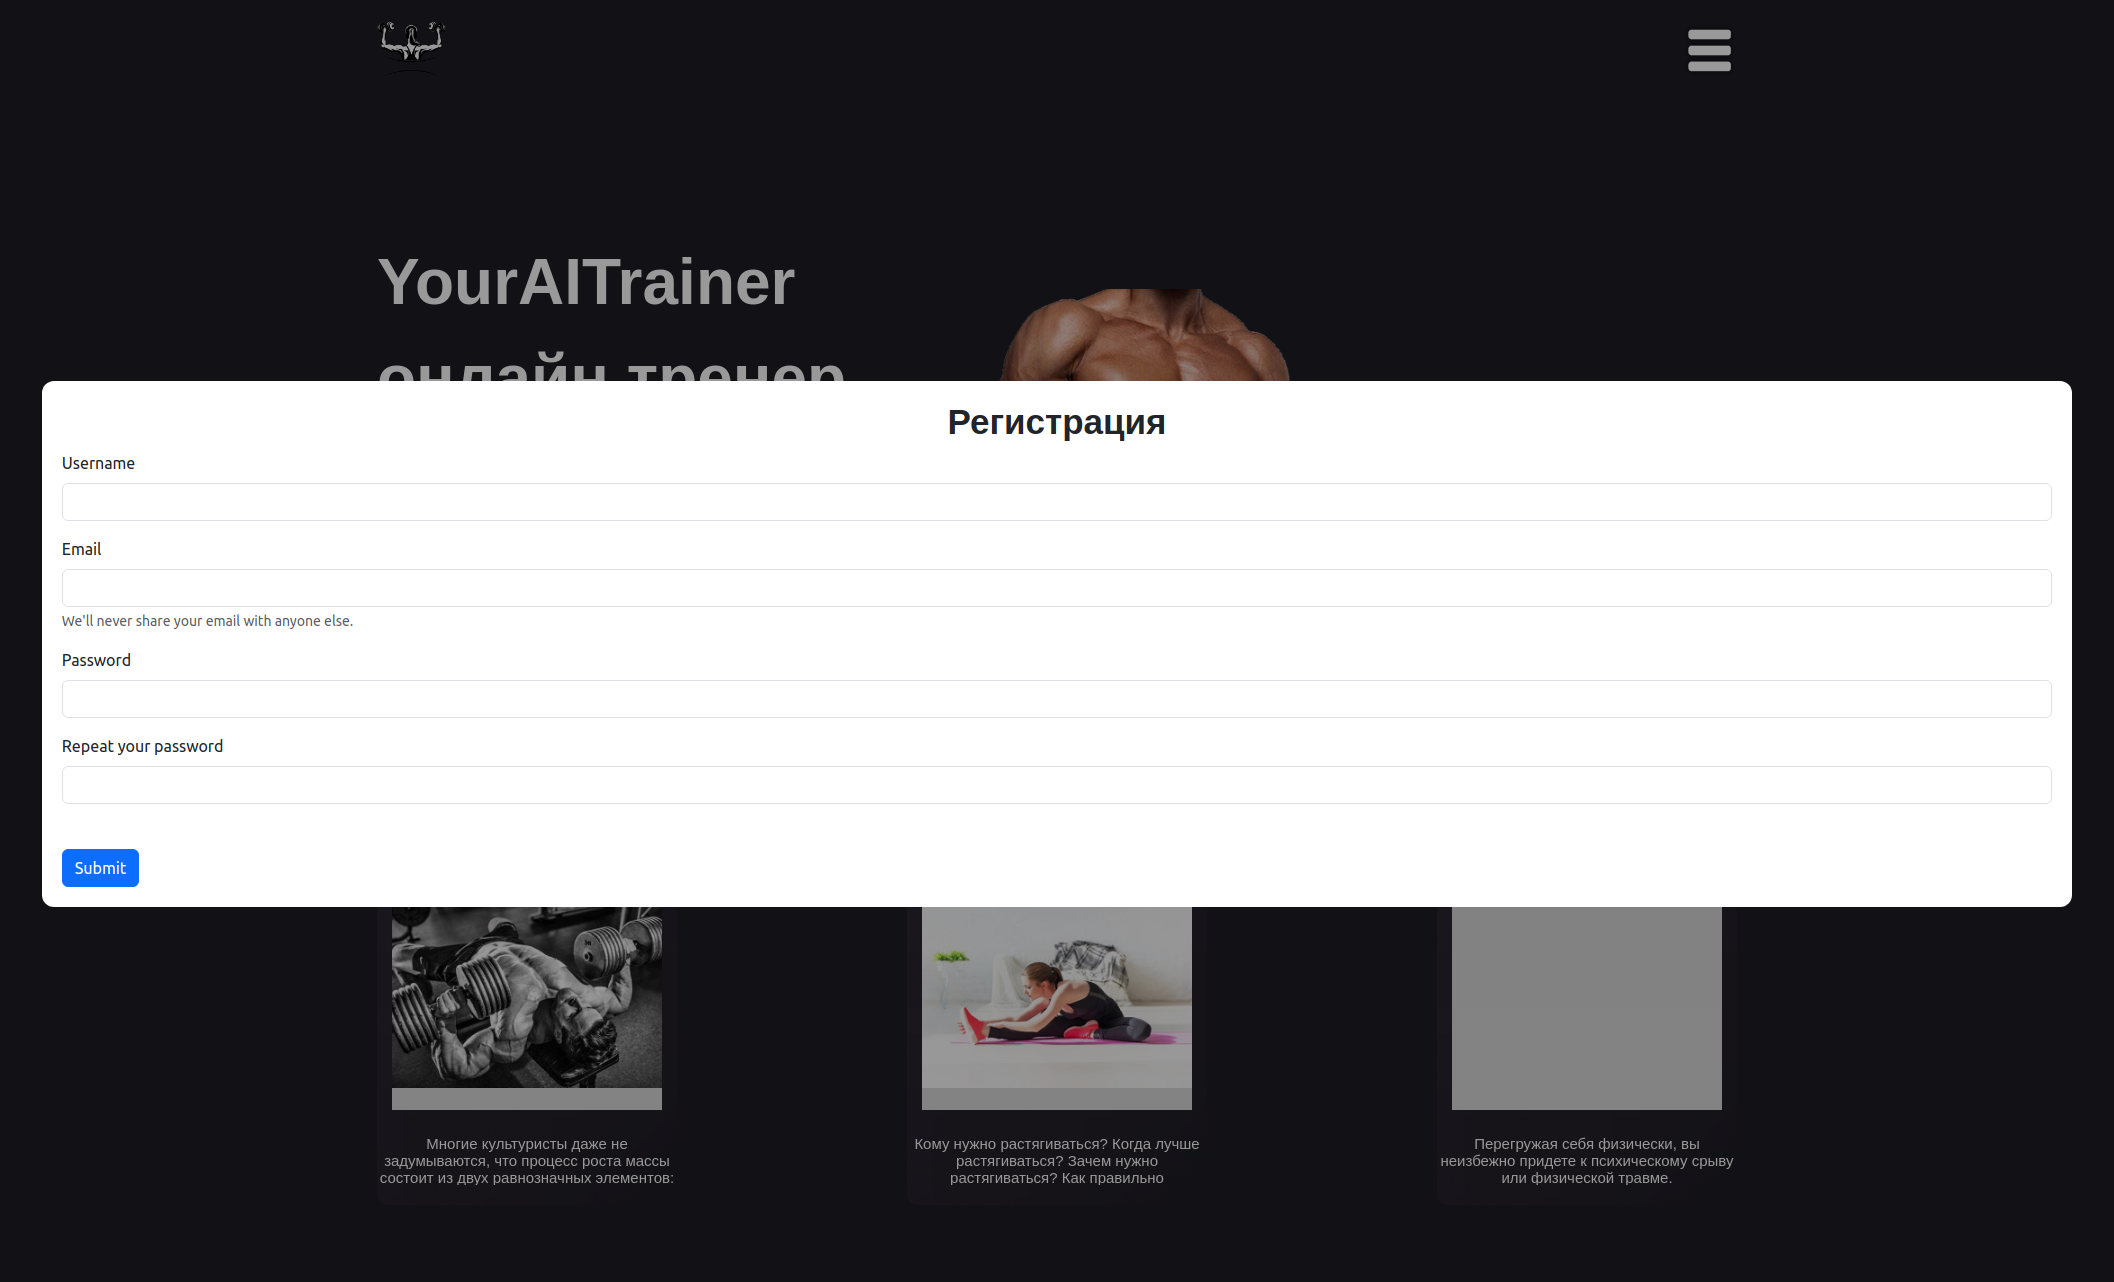 YourAITrainer
онлайн тренер
Регистрация
Username
Email
We'll never share your email with anyone else.
Password
Repeat your password
Submit
Многие культуристы даже не
задумываются, что процесс роста массы
состоит из двух равнозначных элементов:
Кому нужно растягиваться? Когда лучше
растягиваться? Зачем нужно
растягиваться? Как правильно
Перегружая себя физически, вы
неизбежно придете к психическому срыву
или физической травме.